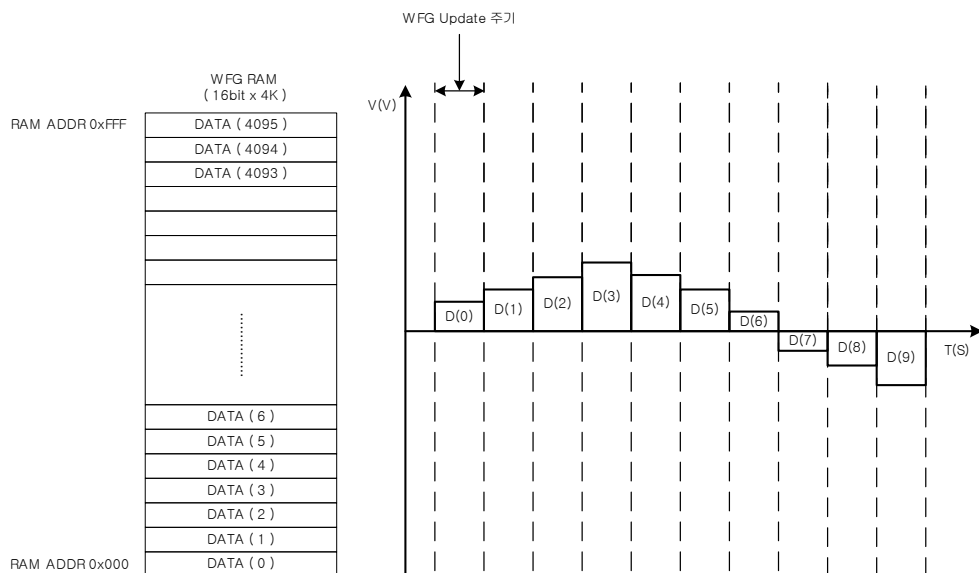 WFG Update 주기
WFG RAM
( 16bit x 4K )
V(V)
RAM ADDR 0xFFF
DATA ( 4095 )
DATA ( 4094 )
DATA ( 4093 )
D(0)
D(1)
D(2)
D(3)
D(4)
D(5)
D(6)
D(7)
D(8)
D(9)
T(S)
DATA ( 6 )
DATA ( 5 )
DATA ( 4 )
DATA ( 3 )
DATA ( 2 )
DATA ( 1 )
RAM ADDR 0x000
DATA ( 0 )